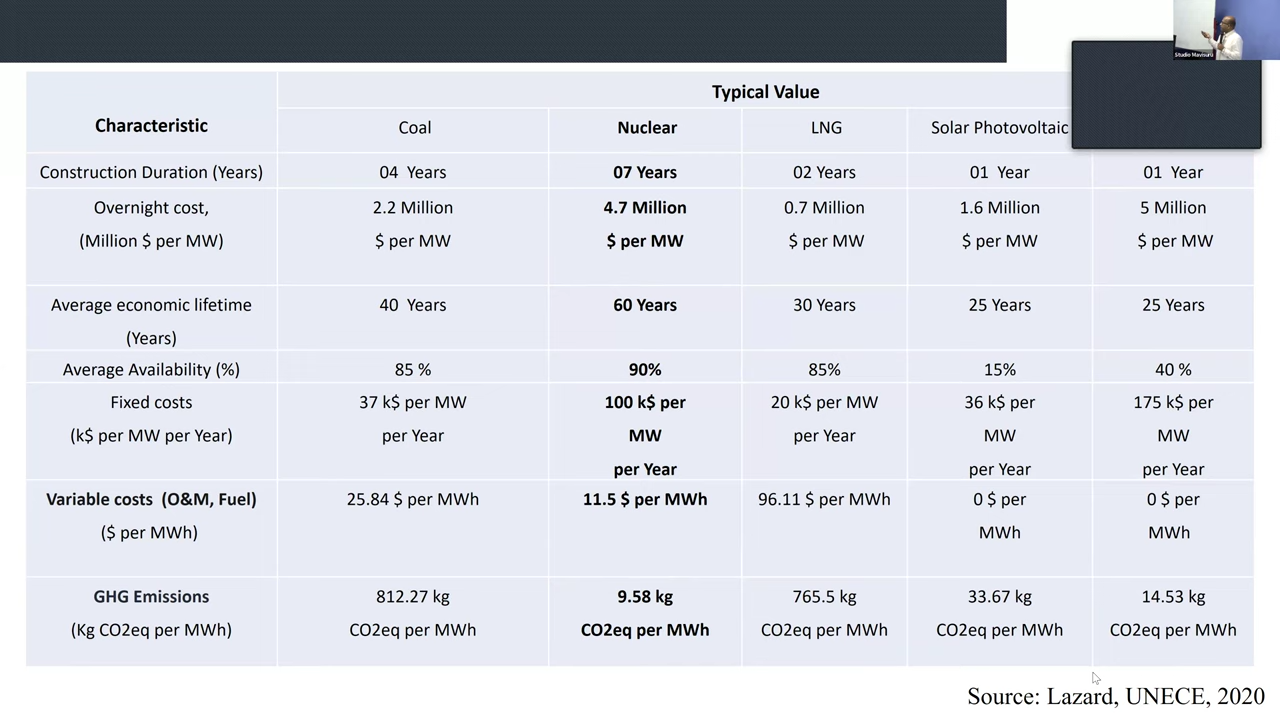 Studio Mavisuru
Typical Value
Characteristic
Coal
Nuclear
LNG
Solar Photovoltaic
Construction Duration (Years)
04 Years
07 Years
02 Years
01 Year
01 Year
Overnight cost,
(Million $ per MW)
2.2 Million
$ per MW
4.7 Million
$ per MW
0.7 Million
$ per MW
1.6 Million
$ per MW
5 Million
$ per MW
Average economic lifetime
(Years)
40 Years
60 Years
30 Years
25 Years
25 Years
Average Availability (%)
85 %
90%
85%
15%
40 %
Fixed costs
(k$ per MW per Year)
37 k$ per MW
per Year
100 k$ per
MW
per Year
20 k$ per MW
per Year
36 k$ per
MW
per Year
175 k$ per
MW
per Year
Variable costs (O&M, Fuel)
($ per MWh)
25.84 $ per MWh
11.5 $ per MWh
96.11 $ per MWh
0 $ per
MWh
0 $ per
MWh
GHG Emissions
(Kg CO2eq per MWh)
812.27 kg
CO2eq per MWh
9.58 kg
CO2eq per MWh
765.5 kg
CO2eq per MWh
33.67 kg
CO2eq per MWh
14.53 kg
CO2eq per MWh
Source: Lazard, UNECE, 2020